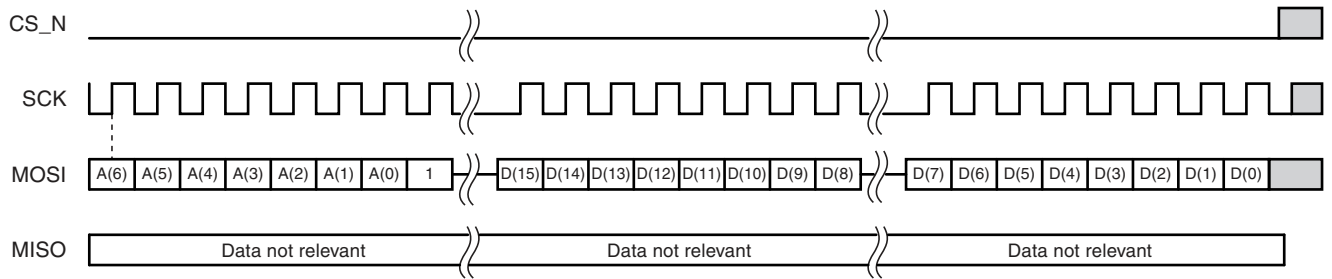 CS_N
SCK
MOSI A(6) A(5) A(4) A(3) A(2) A(1) A(0) 1 D(15) D(14) D(13) D(12) D(11) D(10) D(9) D(8) D(7) D(6) D(5) D(4) D(3) D(2) D(1) D(0)
MISO Data not relevant Data not relevant Data not relevant